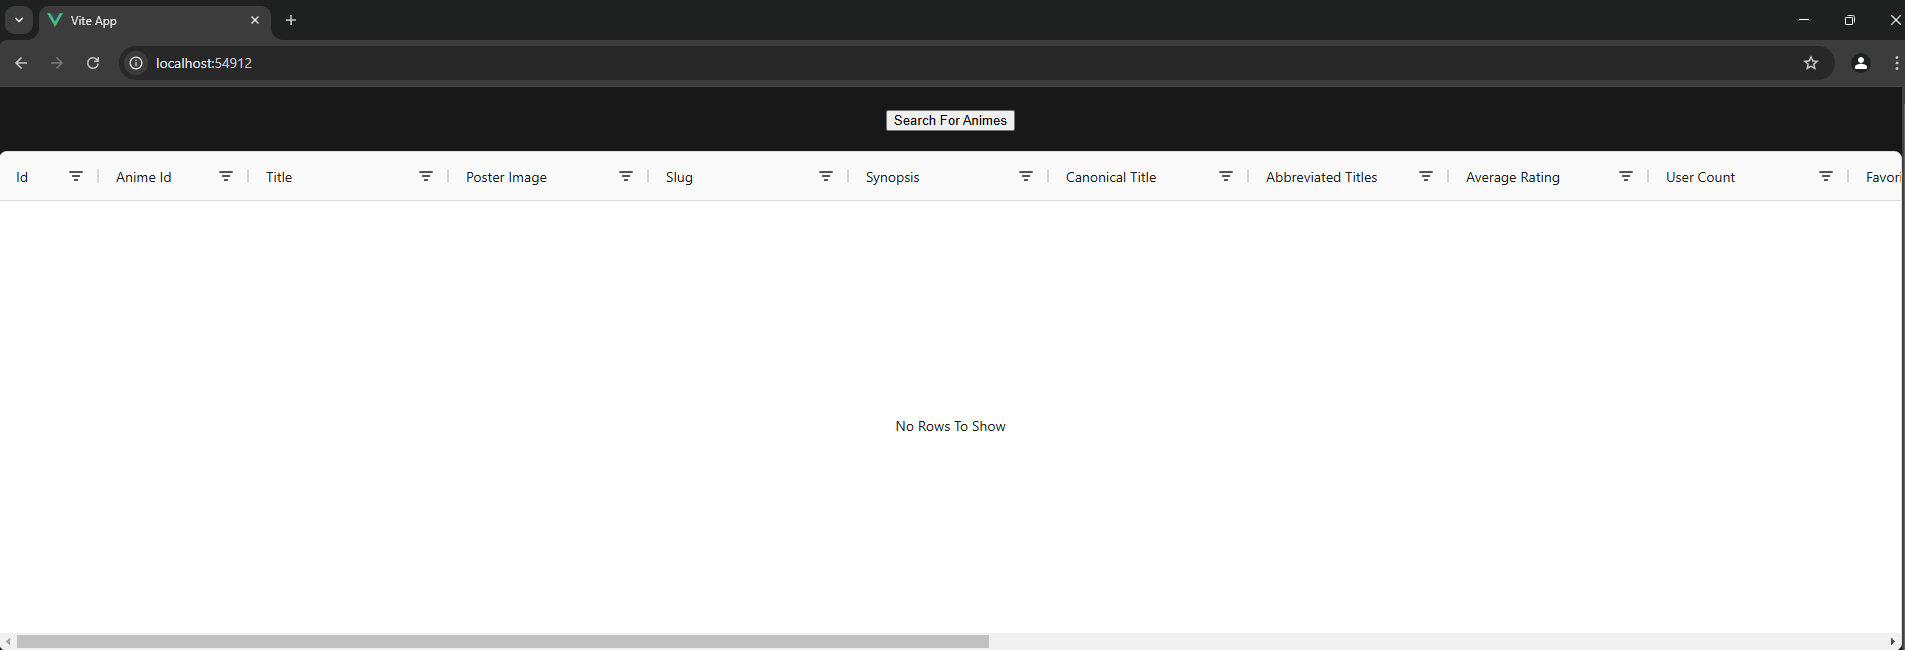 Vite App
localhost:54912
Search For Animes
Id Anime Id Title Poster Image Slug Synopsis Canonical Title Abbreviated Titles Average Rating User Count Favori
No Rows To Show